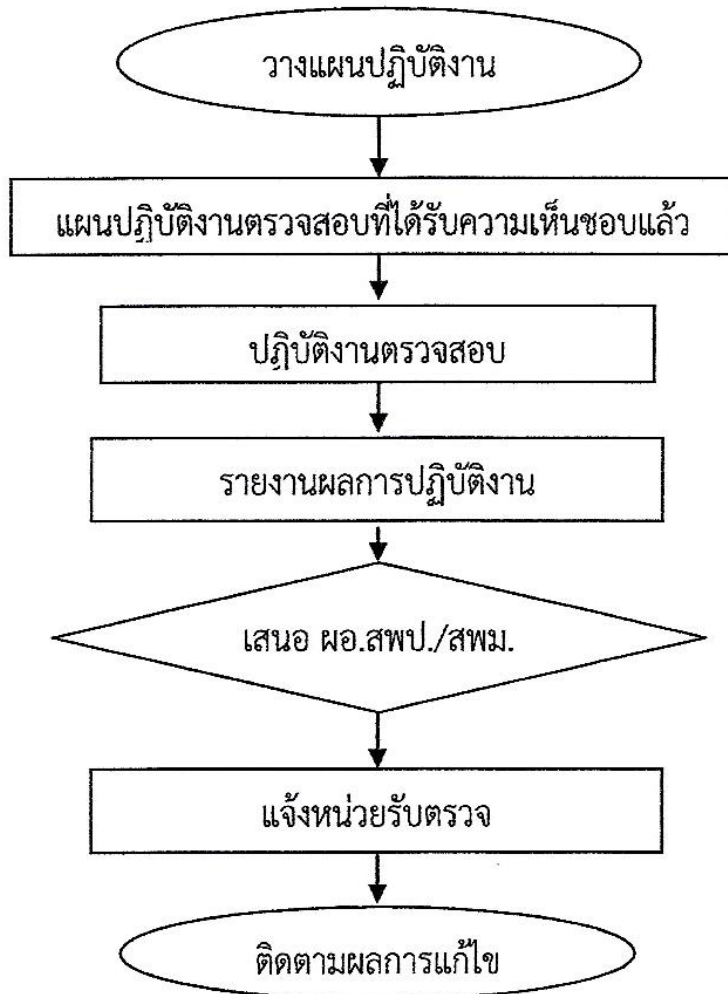 วางแผนปฏิบัติงาน
แผนปฏิบัติงานตรวจสอบที่ได้รับความเห็นชอบแล้ว
ปฏิบัติงานตรวจสอบ
รายงานผลการปฏิบัติงาน
เสนอ ผอ.สพป./สพม.
แจ้งหน่วยรับตรวจ
ติดตามผลการแก้ไข